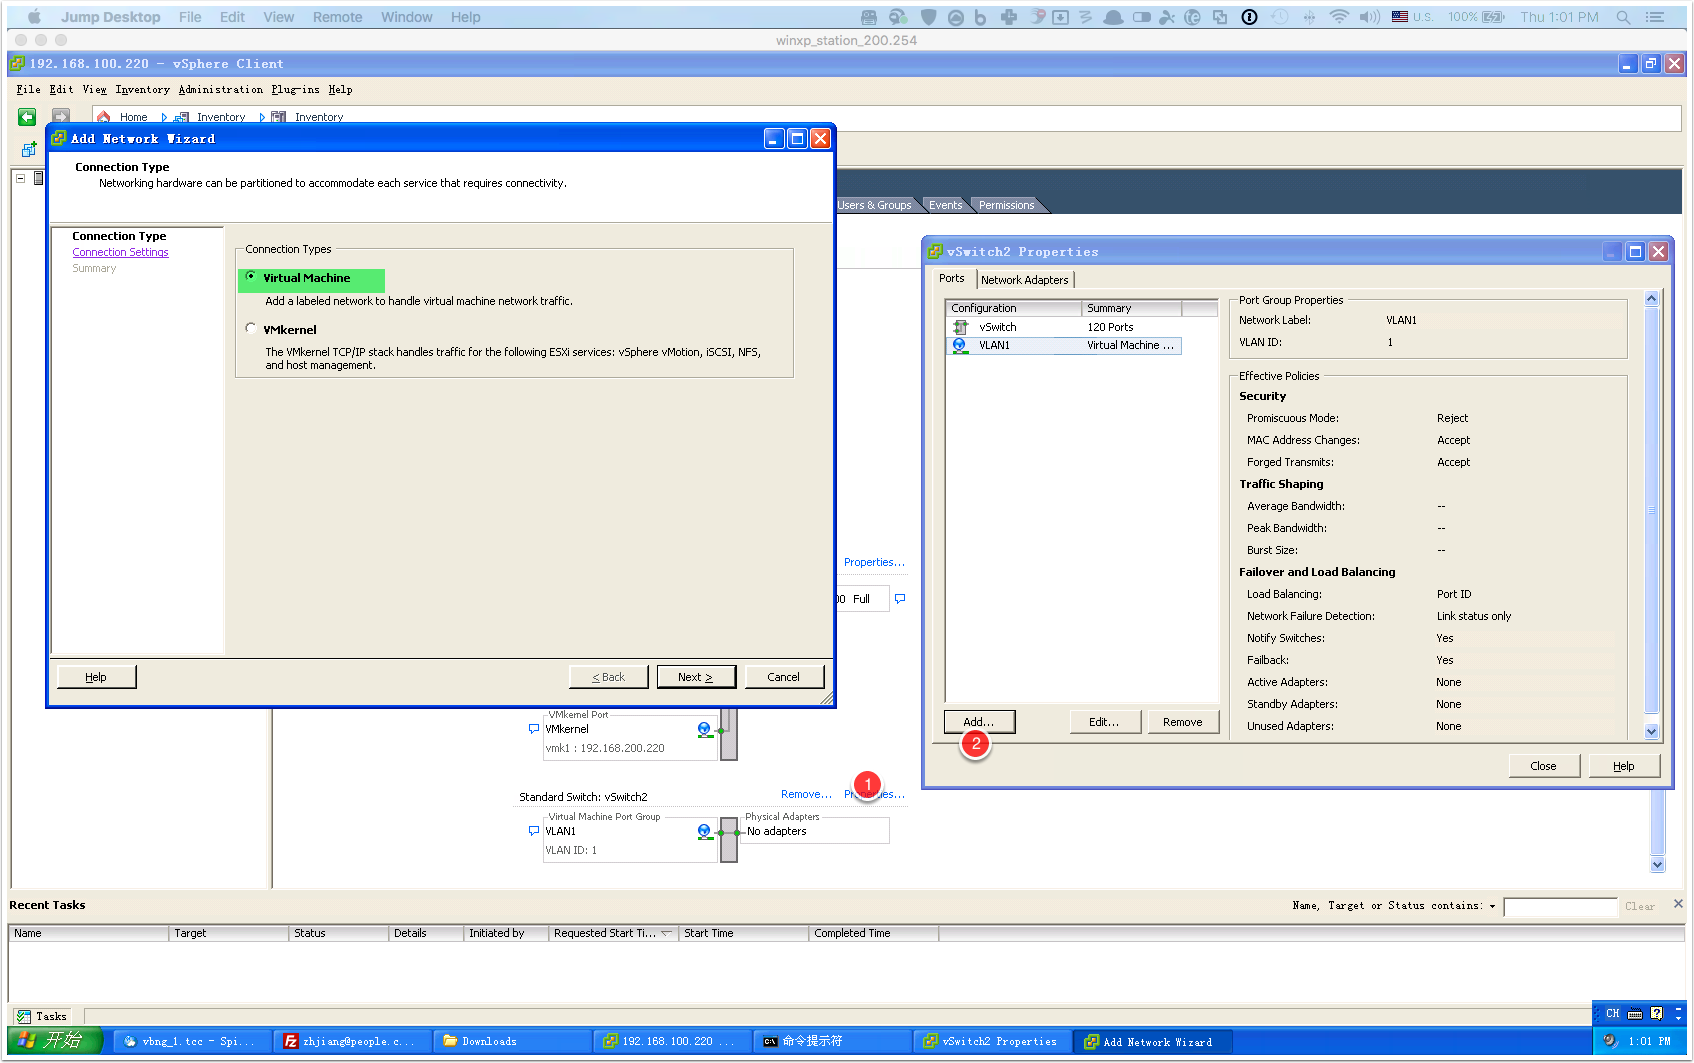 Jump Desktop File Edit View Remote Window Help U.S. 100% Thu 1:01 PM
winxp_station_200.254
192.168.100.220 - vSphere Client
File Edit View Inventory Administration Plug-ins Help
Home Inventory Inventory
Add Network Wizard
Connection Type
Networking hardware can be partitioned to accommodate each service that requires connectivity.
Connection Type
Connection Settings
Summary
Connection Types
Virtual Machine
Add a labeled network to handle virtual machine network traffic.
VMkernel
The VMkernel TCP/IP stack handles traffic for the following ESXi services: vSphere vMotion, iSCSI, NFS,
and host management.
Help < Back Next > Cancel
Users & Groups Events Permissions
Properties...
00 Full
VMkernel Port
VMkernel
vmk1 : 192.168.200.220
1
Standard Switch: vSwitch2 Remove... Properties...
Virtual Machine Port Group Physical Adapters
VLAN1 No adapters
VLAN ID: 1
vSwitch2 Properties
Ports Network Adapters
Configuration Summary
vSwitch 120 Ports
VLAN1 Virtual Machine ...
Add... Edit... Remove
2
Port Group Properties
Network Label: VLAN1
VLAN ID: 1
Effective Policies
Security
Promiscuous Mode: Reject
MAC Address Changes: Accept
Forged Transmits: Accept
Traffic Shaping
Average Bandwidth: --
Peak Bandwidth: --
Burst Size: --
Failover and Load Balancing
Load Balancing: Port ID
Network Failure Detection: Link status only
Notify Switches: Yes
Failback: Yes
Active Adapters: None
Standby Adapters: None
Unused Adapters: None
Close Help
Recent Tasks Name, Target or Status contains: Clear
Name Target Status Details Initiated by Requested Start Ti... Start Time Completed Time
Tasks
CH
开始 vbng_1.tcc - Spi... zhjiang@people.c... Downloads 192.168.100.220 ... 命令提示符 vSwitch2 Properties Add Network Wizard 1:01 PM